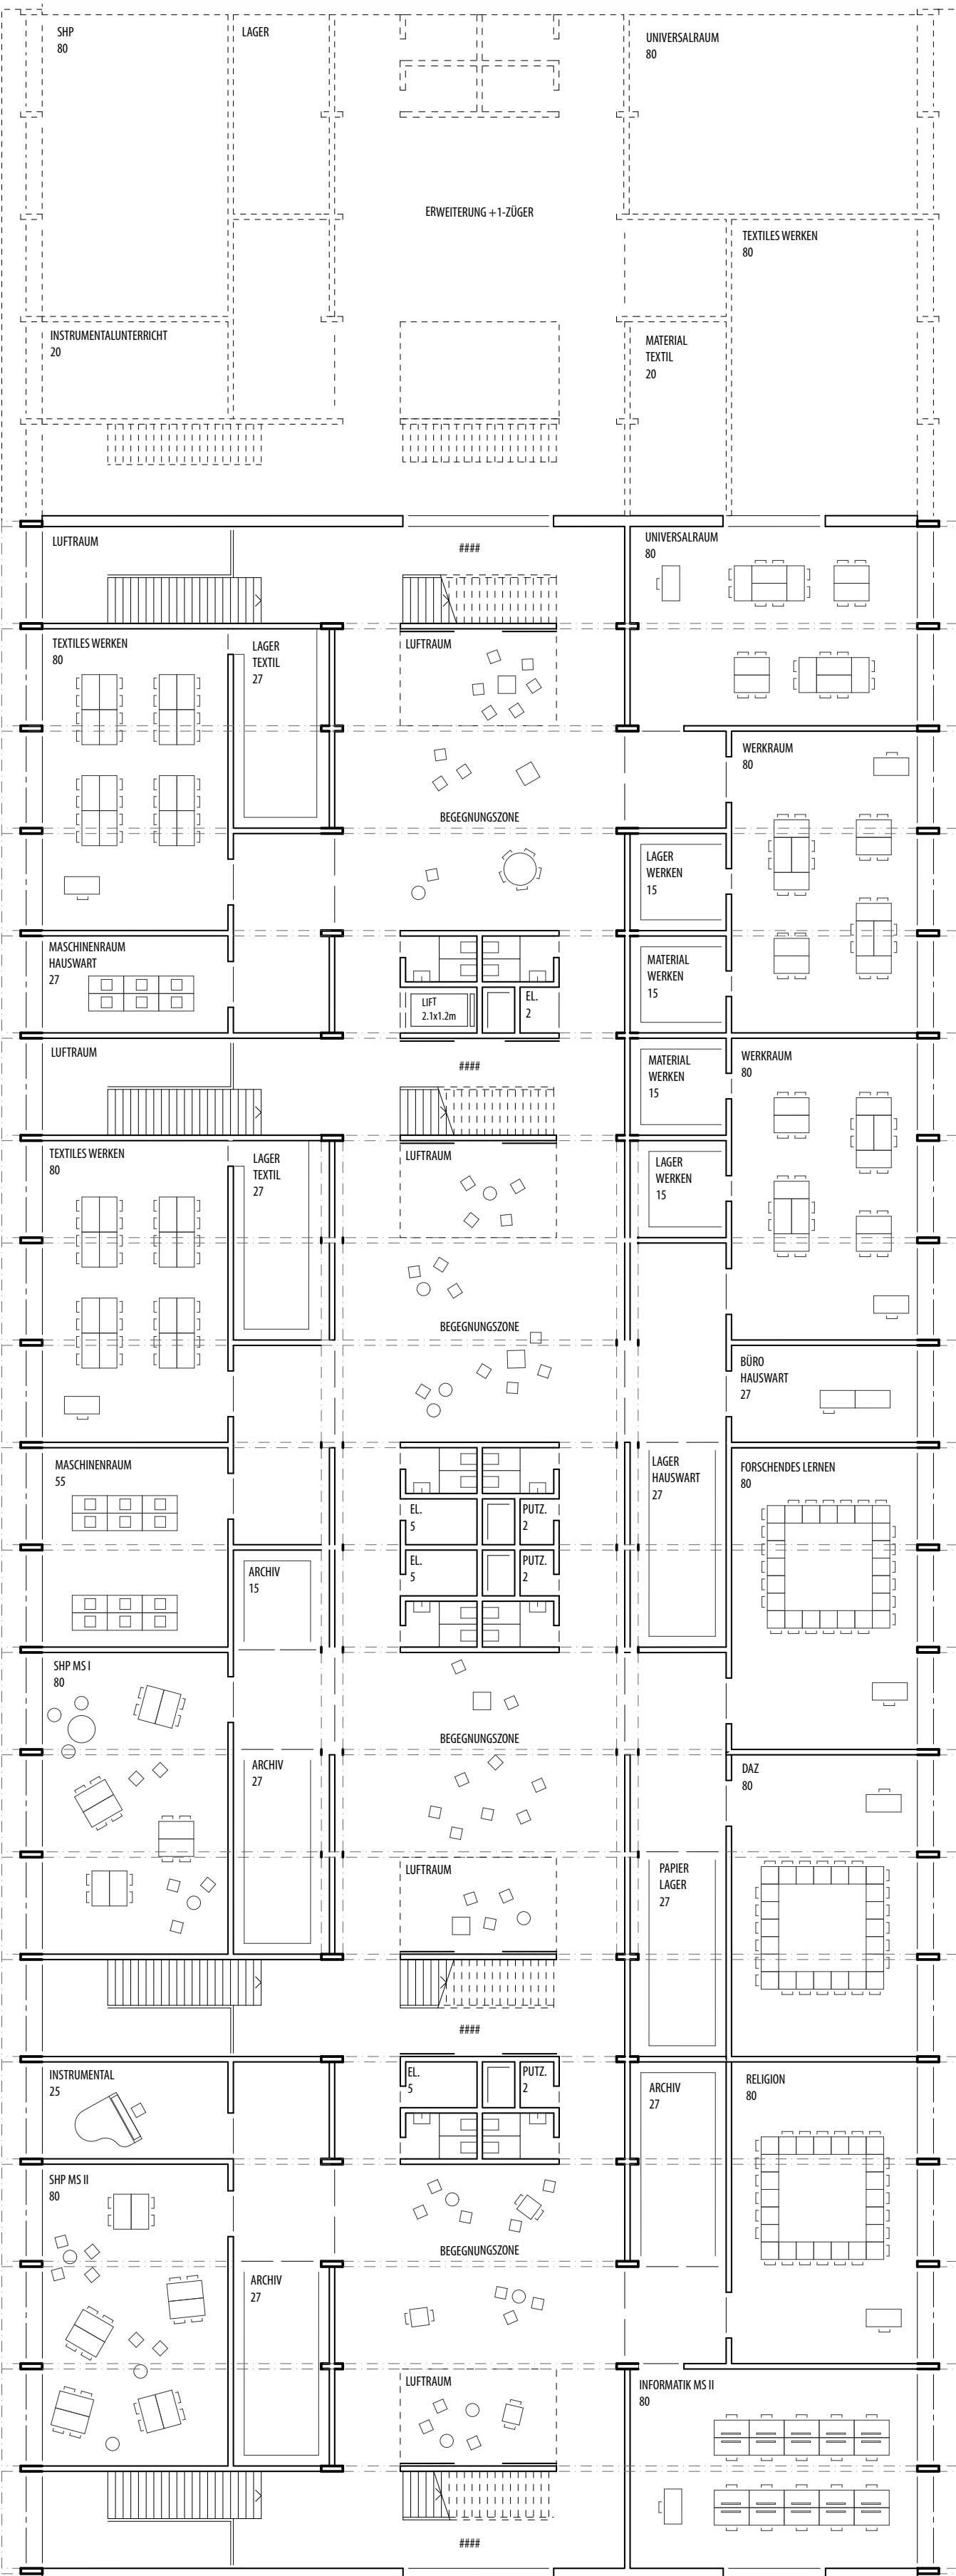 SHP
80
LAGER
UNIVERSALRAUM
80
ERWEITERUNG +1-ZÜGER
TEXTILES WERKEN
80
INSTRUMENTALUNTERRICHT
20
MATERIAL
TEXTIL
20
LUFTRAUM
####
UNIVERSALRAUM
80
TEXTILES WERKEN
80
LAGER
TEXTIL
27
LUFTRAUM
WERKRAUM
80
BEGEGNUNGSZONE
LAGER
WERKEN
15
MASCHINENRAUM
HAUSWART
27
MATERIAL
WERKEN
15
LIFT
2.1x1.2m
EL.
2
LUFTRAUM
####
MATERIAL
WERKEN
15
WERKRAUM
80
TEXTILES WERKEN
80
LAGER
TEXTIL
27
LUFTRAUM
LAGER
WERKEN
15
BEGEGNUNGSZONE
BÜRO
HAUSWART
27
MASCHINENRAUM
55
LAGER
HAUSWART
27
FORSCHENDES LERNEN
80
EL.
5
PUTZ.
2
ARCHIV
15
EL.
5
PUTZ.
2
SHP MS I
80
BEGEGNUNGSZONE
ARCHIV
27
DAZ
80
LUFTRAUM
PAPIER
LAGER
27
####
INSTRUMENTAL
25
EL.
5
PUTZ.
2
ARCHIV
27
RELIGION
80
SHP MS II
80
BEGEGNUNGSZONE
ARCHIV
27
LUFTRAUM
INFORMATIK MS II
80
####